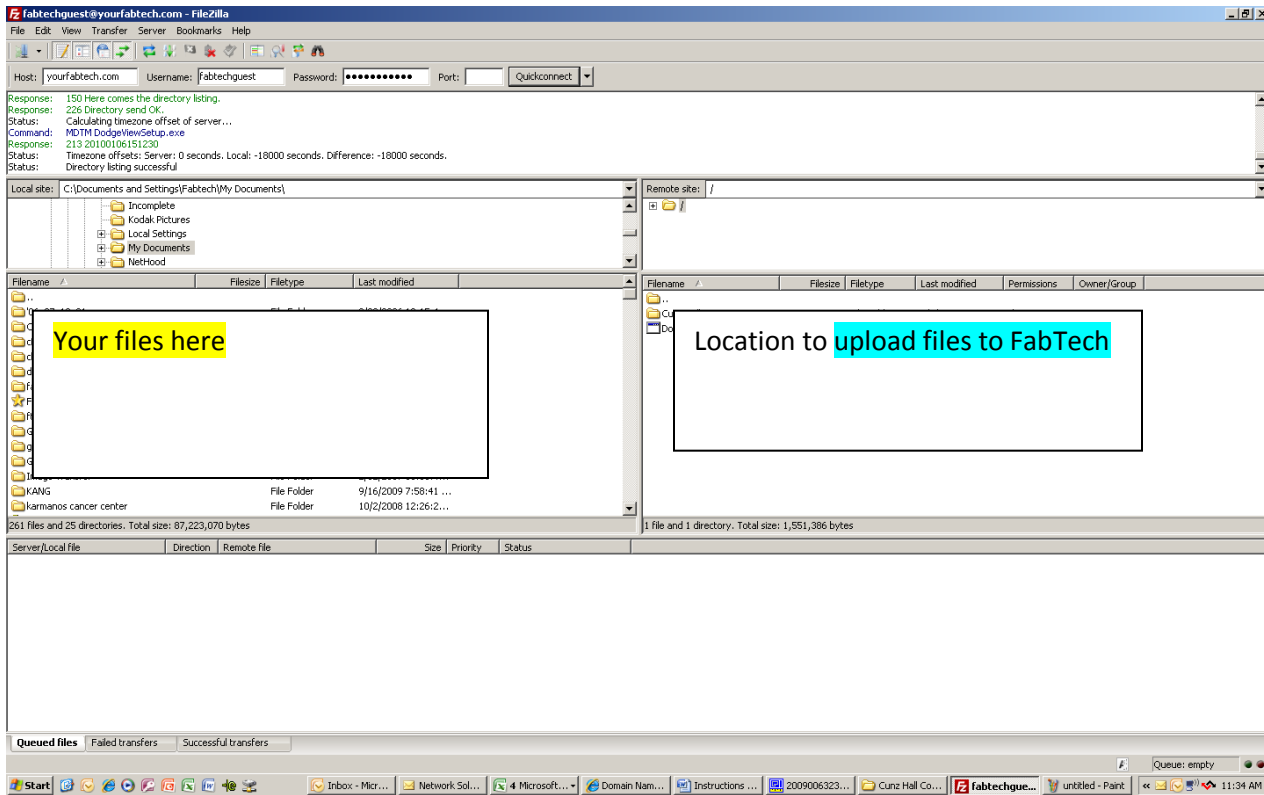 fabtechguest@yourfabtech.com - FileZilla
File Edit View Transfer Server Bookmarks Help
Host: yourfabtech.com Username: fabtechguest Password: ●●●●●●●●●●● Port: Quickconnect
Response: 150 Here comes the directory listing.
Response: 226 Directory send OK.
Status: Calculating timezone offset of server...
Command: MDTM DodgeViewSetup.exe
Response: 213 20100106151230
Status: Timezone offsets: Server: 0 seconds. Local: -18000 seconds. Difference: -18000 seconds.
Status: Directory listing successful
Local site: C:\Documents and Settings\Fabtech\My Documents\
Incomplete
Kodak Pictures
Local Settings
My Documents
NetHood
Remote site: /
/
Filename Filesize Filetype Last modified
..
Your files here
KANG File Folder 9/16/2009 7:58:41 ...
karmanos cancer center File Folder 10/2/2008 12:26:2...
261 files and 25 directories. Total size: 87,223,070 bytes
Filename Filesize Filetype Last modified Permissions Owner/Group
..
Location to upload files to FabTech
1 file and 1 directory. Total size: 1,551,386 bytes
Server/Local file Direction Remote file Size Priority Status
Queued files Failed transfers Successful transfers
Queue: empty
Start Inbox - Micr... Network Sol... 4 Microsoft... Domain Nam... Instructions ... 2009006323... Cunz Hall Co... fabtechgue... untitled - Paint « 11:34 AM